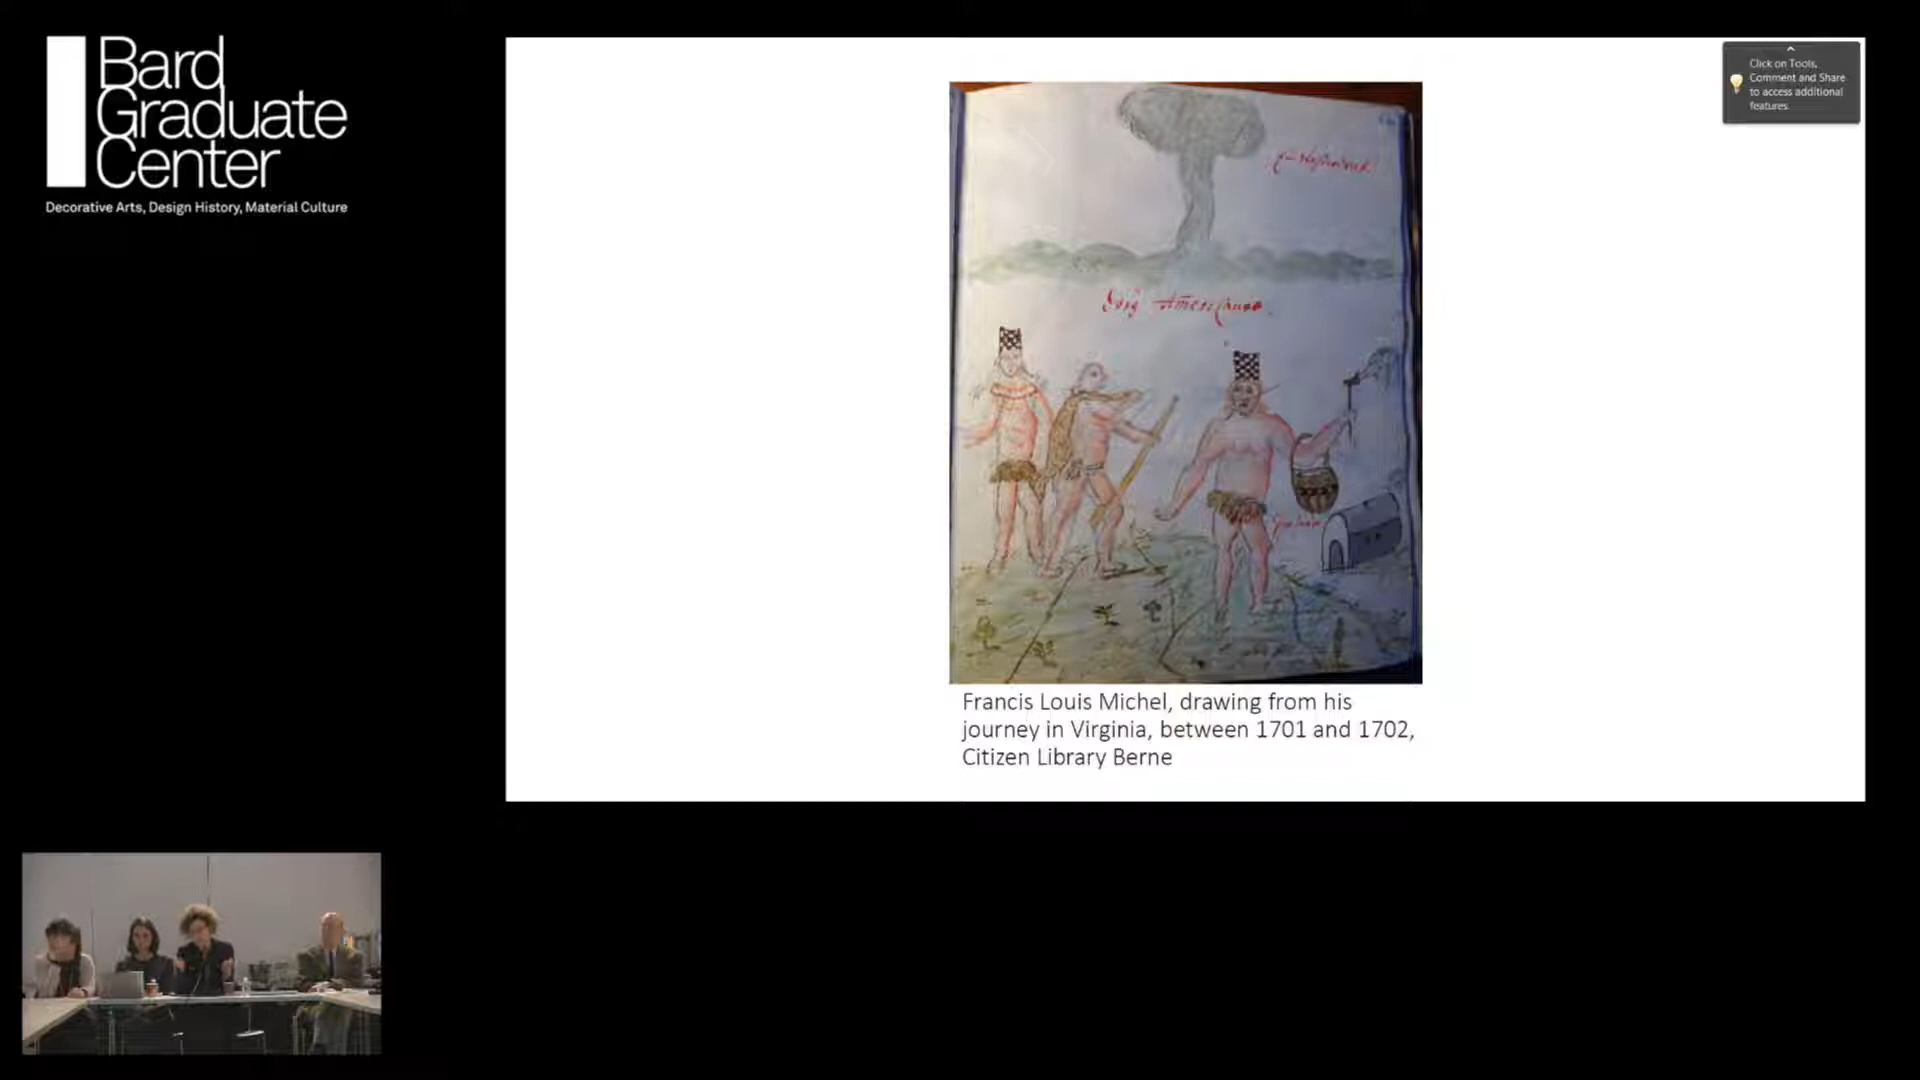 Bard
Graduate
Center
Decorative Arts, Design History, Material Culture
Click on Tools,
Comment and Share
to access additional
features.
Francis Louis Michel, drawing from his
journey in Virginia, between 1701 and 1702,
Citizen Library Berne